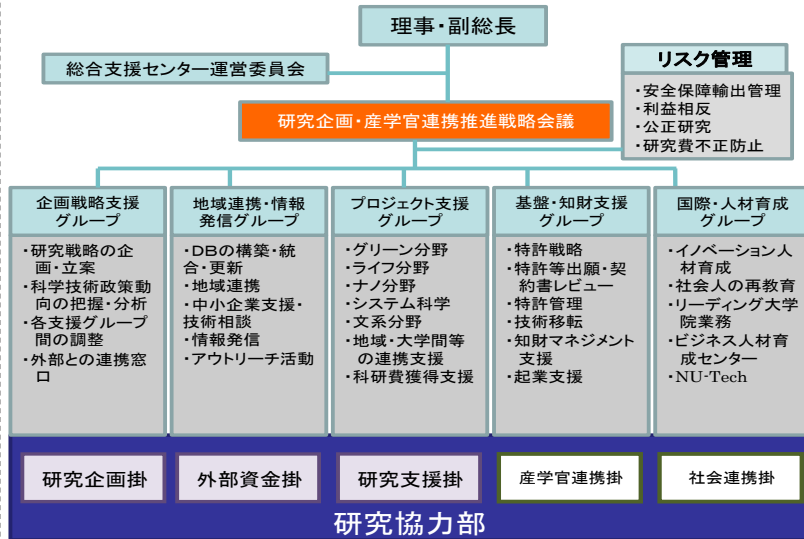 理事・副総長
総合支援センター運営委員会
リスク管理
・安全保障輸出管理
・利益相反
・公正研究
・研究費不正防止
研究企画・産学官連携推進戦略会議
企画戦略支援
グループ
・研究戦略の企
画・立案
・科学技術政策動
向の把握・分析
・各支援グループ
間の調整
・外部との連携窓
口
地域連携・情報
発信グループ
・DBの構築・統
合・更新
・地域連携
・中小企業支援・
技術相談
・情報発信
・アウトリーチ活動
プロジェクト支援
グループ
・グリーン分野
・ライフ分野
・ナノ分野
・システム科学
・文系分野
・地域・大学間等
の連携支援
・科研費獲得支援
基盤・知財支援
グループ
・特許戦略
・特許等出願・契
約書レビュー
・特許管理
・技術移転
・知財マネジメント
支援
・起業支援
国際・人材育成
グループ
・イノベーション人
材育成
・社会人の再教育
・リーディング大学
院業務
・ビジネス人材育
成センター
・NU-Tech
研究企画掛
外部資金掛
研究支援掛
産学官連携掛
社会連携掛
研究協力部